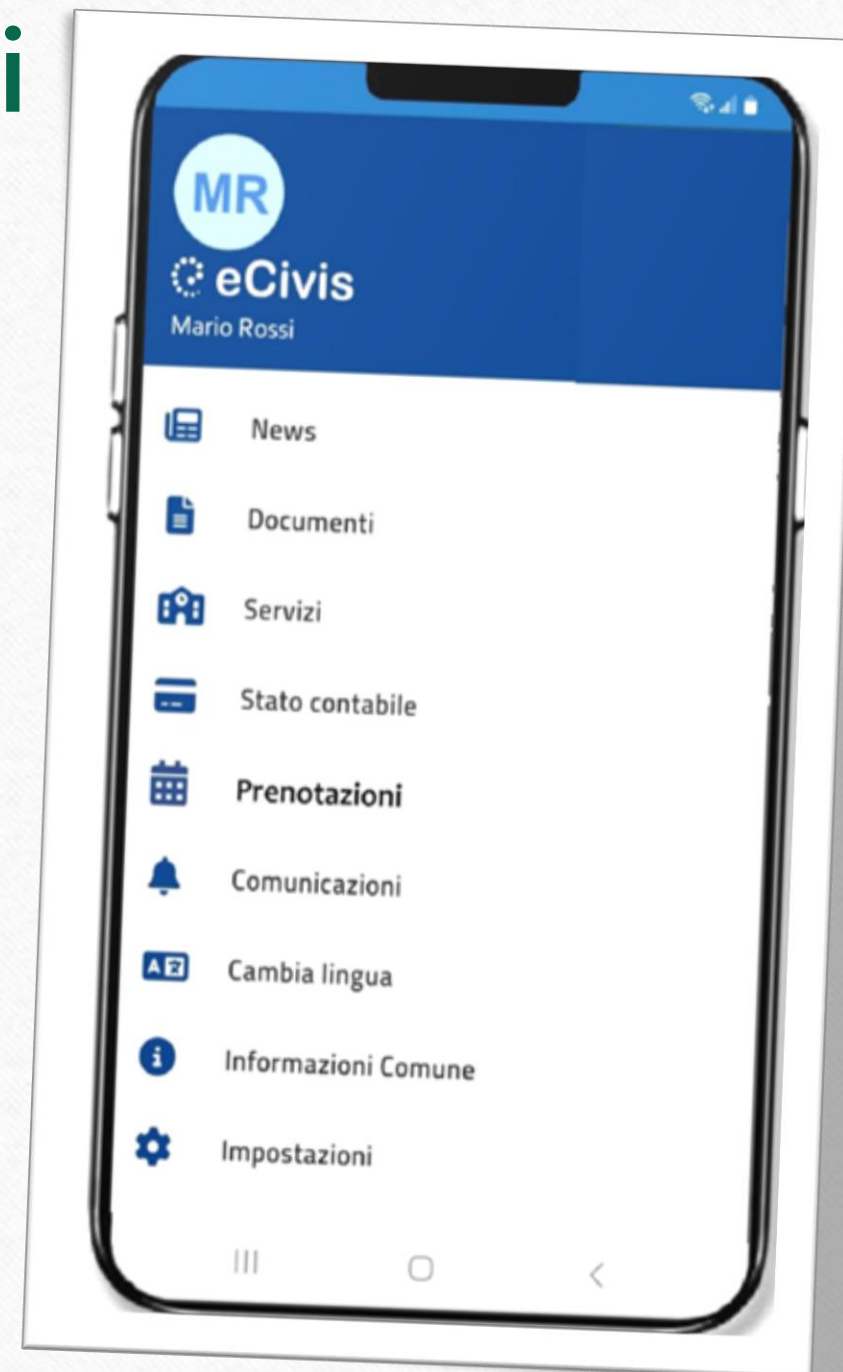 i
MR
eCivis
Mario Rossi
News
Documenti
Servizi
Stato contabile
Prenotazioni
Comunicazioni
Cambia lingua
Informazioni Comune
Impostazioni